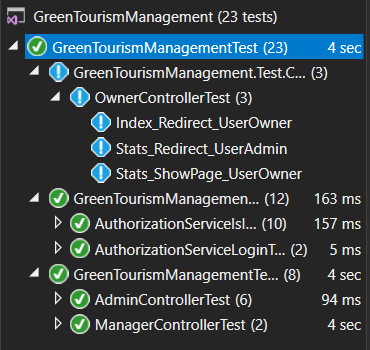 GreenTourismManagement (23 tests)
GreenTourismManagementTest (23) 4 sec
GreenTourismManagement.Test.C... (3)
OwnerControllerTest (3)
Index_Redirect_UserOwner
Stats_Redirect_UserAdmin
Stats_ShowPage_UserOwner
GreenTourismManagemen... (12) 163 ms
AuthorizationServiceIsI... (10) 157 ms
AuthorizationServiceLoginT... (2) 5 ms
GreenTourismManagementTe... (8) 4 sec
AdminControllerTest (6) 94 ms
ManagerControllerTest (2) 4 sec